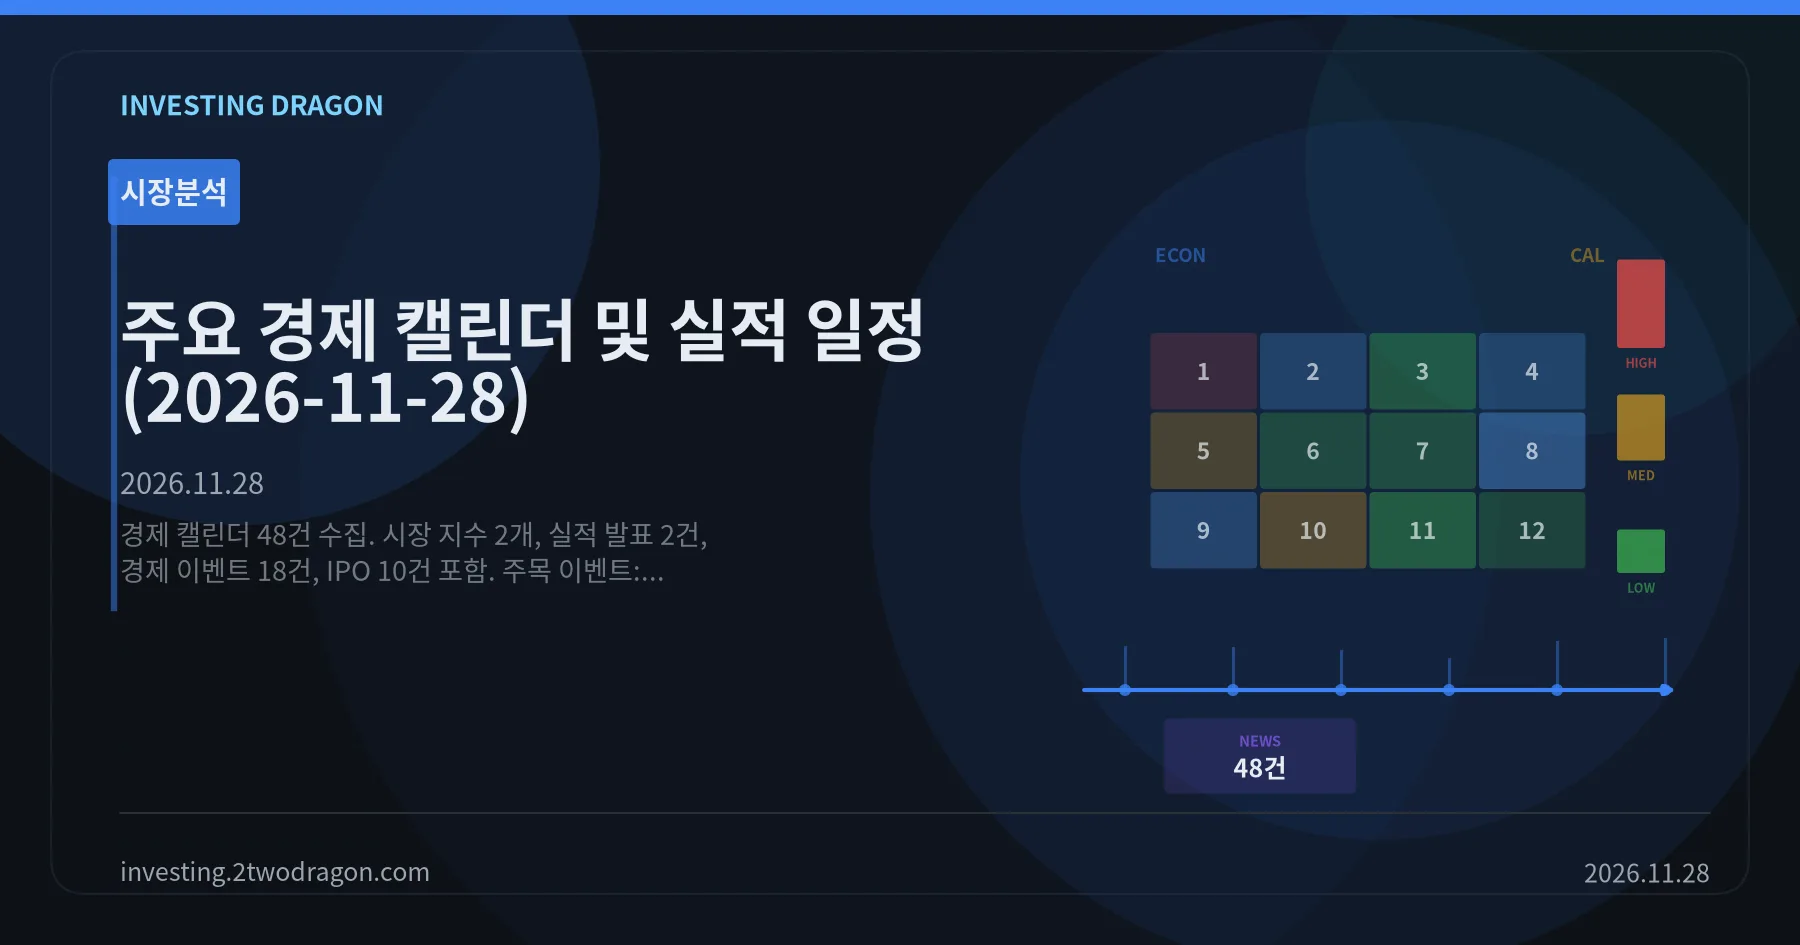 INVESTING DRAGON
시장분석
주요 경제 캘린더 및 실적 일정
(2026-11-28)
2026.11.28
경제 캘린더 48건 수집. 시장 지수 2개, 실적 발표 2건,
경제 이벤트 18건, IPO 10건 포함. 주목 이벤트:...
ECON
CAL
1 2 3 4
5 6 7 8
9 10 11 12
HIGH
MED
LOW
NEWS
48건
investing.2twodragon.com
2026.11.28